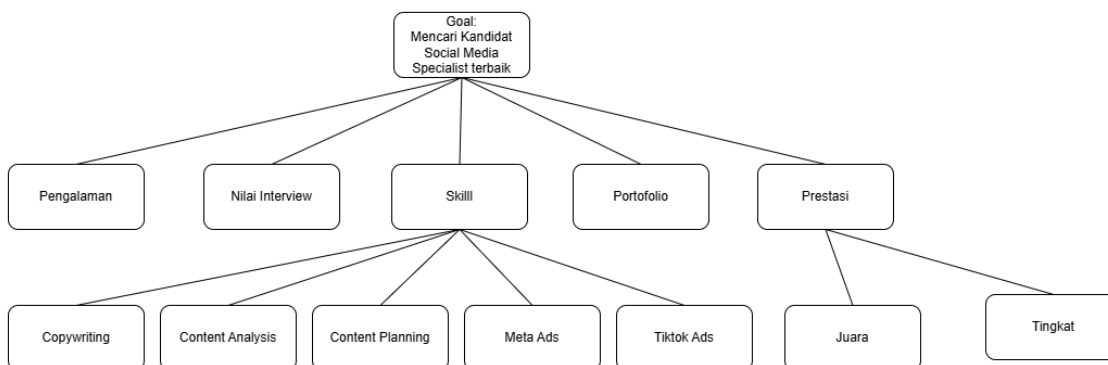 Goal:
Mencari Kandidat
Social Media
Specialist terbaik
Pengalaman
Nilai Interview
Skilll
Portofolio
Prestasi
Copywriting
Content Analysis
Content Planning
Meta Ads
Tiktok Ads
Juara
Tingkat